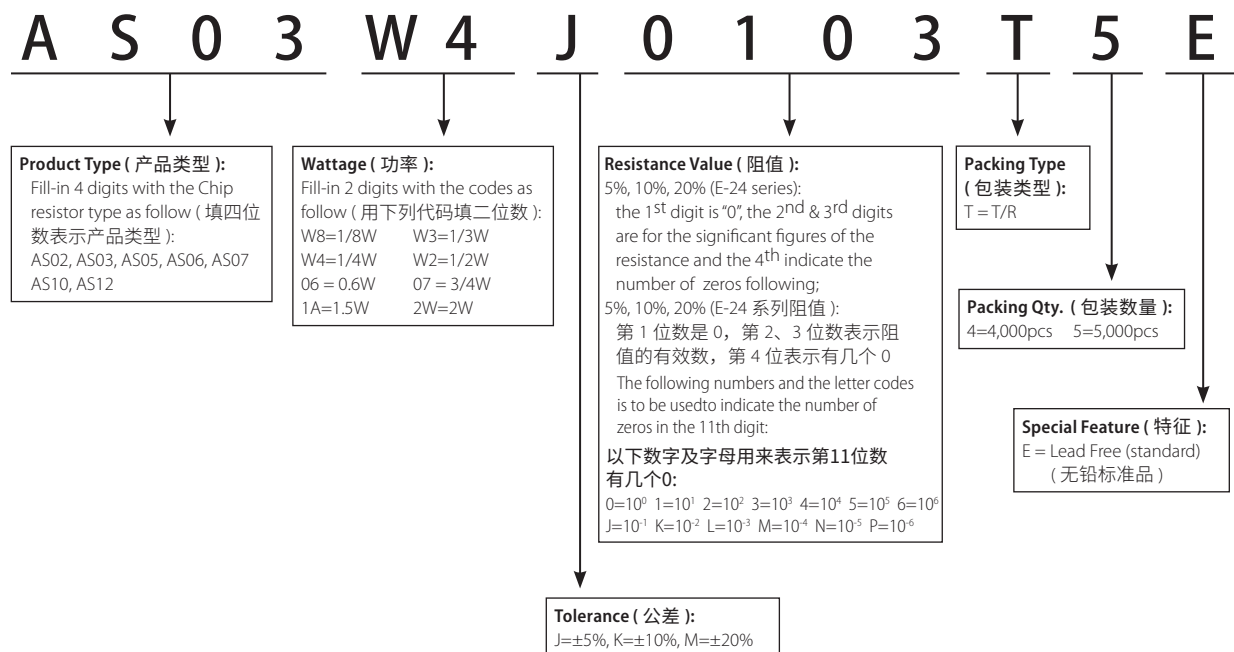 A S 0 3 W 4 J 0 1 0 3 T 5 E
Product Type ( 产品类型 ):
Fill-in 4 digits with the Chip
resistor type as follow ( 填四位
数表示产品类型 ):
AS02, AS03, AS05, AS06, AS07
AS10, AS12
Wattage ( 功率 ):
Fill-in 2 digits with the codes as
follow ( 用下列代码填二位数 ):
W8=1/8W W3=1/3W
W4=1/4W W2=1/2W
06 = 0.6W 07 = 3/4W
1A=1.5W 2W=2W
Resistance Value ( 阻值 ):
5%, 10%, 20% (E-24 series):
the 1st digit is “0”, the 2nd & 3rd digits
are for the significant figures of the
resistance and the 4th indicate the
number of zeros following;
5%, 10%, 20% (E-24 系列阻值 ):
第 1 位数是 0，第 2、3 位数表示阻
值的有效数，第 4 位表示有几个 0
The following numbers and the letter codes
is to be usedto indicate the number of
zeros in the 11th digit:
以下数字及字母用来表示第11位数
有几个0:
0=10⁰ 1=10¹ 2=10² 3=10³ 4=10⁴ 5=10⁵ 6=10⁶
J=10⁻¹ K=10⁻² L=10⁻³ M=10⁻⁴ N=10⁻⁵ P=10⁻⁶
Packing Type
( 包装类型 ):
T = T/R
Packing Qty. ( 包装数量 ):
4=4,000pcs 5=5,000pcs
Special Feature ( 特征 ):
E = Lead Free (standard)
( 无铅标准品 )
Tolerance ( 公差 ):
J=±5%, K=±10%, M=±20%